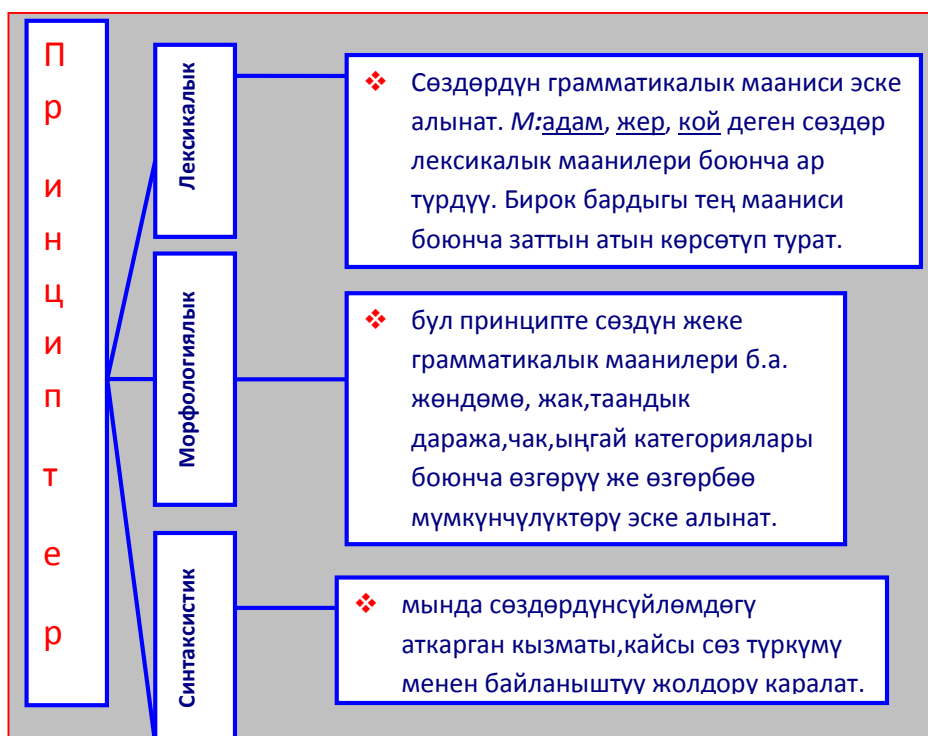 Принциптер
Лексикалык
❖ Сөздөрдүн грамматикалык мааниси эске
алынат. М:адам, жер, кой деген сөздөр
лексикалык маанилери боюнча ар
түрдүү. Бирок бардыгы тең мааниси
боюнча заттын атын көрсөтүп турат.
Морфологиялык
❖ бул принципте сөздүн жеке
грамматикалык маанилери б.а.
жөндөмө, жак,таандык
даража,чак,ыңгай категориялары
боюнча өзгөрүү же өзгөрбөө
мүмкүнчүлүктөрү эске алынат.
Синтаксистик
❖ мында сөздөрдүнсүйлөмдөгү
аткарган кызматы,кайсы сөз түркүмү
менен байланыштуу жолдору каралат.